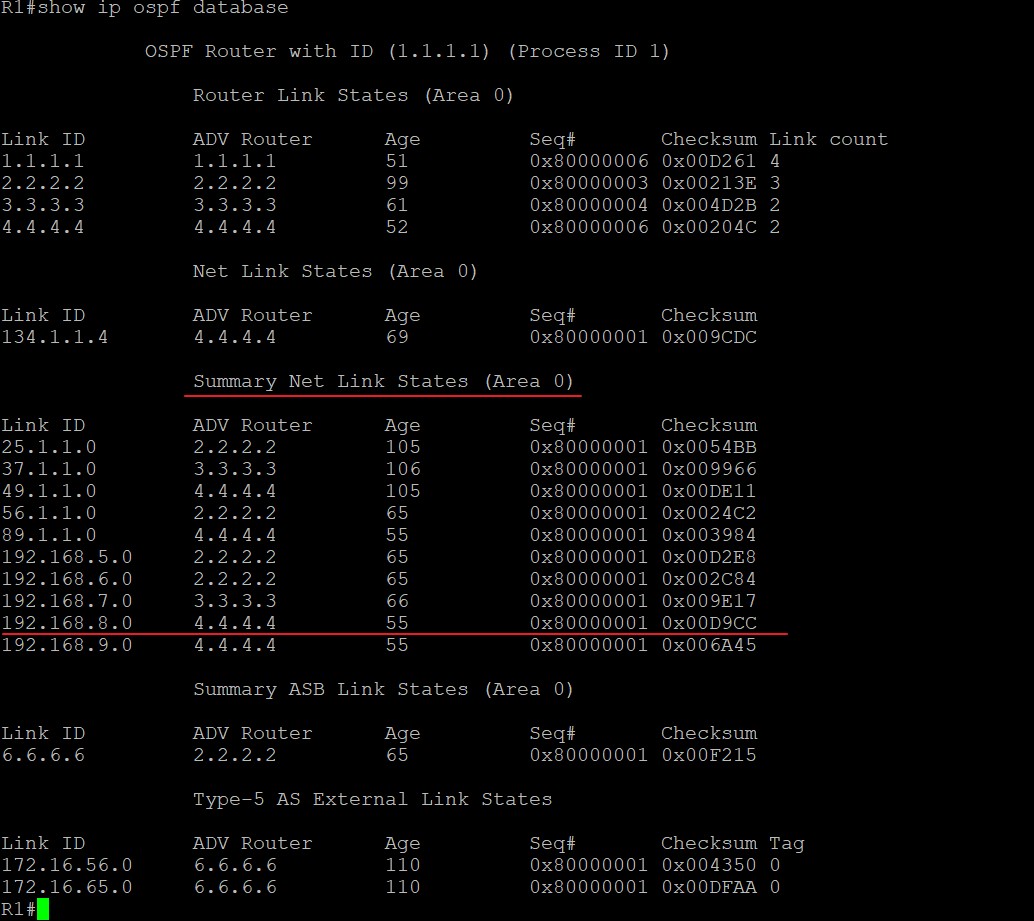 R1#show ip ospf database
OSPF Router with ID (1.1.1.1) (Process ID 1)
Router Link States (Area 0)
Link ID ADV Router Age Seq# Checksum Link count
1.1.1.1 1.1.1.1 51 0x80000006 0x00D261 4
2.2.2.2 2.2.2.2 99 0x80000003 0x00213E 3
3.3.3.3 3.3.3.3 61 0x80000004 0x004D2B 2
4.4.4.4 4.4.4.4 52 0x80000006 0x00204C 2
Net Link States (Area 0)
Link ID ADV Router Age Seq# Checksum
134.1.1.4 4.4.4.4 69 0x80000001 0x009CDC
Summary Net Link States (Area 0)
Link ID ADV Router Age Seq# Checksum
25.1.1.0 2.2.2.2 105 0x80000001 0x0054BB
37.1.1.0 3.3.3.3 106 0x80000001 0x009966
49.1.1.0 4.4.4.4 105 0x80000001 0x00DE11
56.1.1.0 2.2.2.2 65 0x80000001 0x0024C2
89.1.1.0 4.4.4.4 55 0x80000001 0x003984
192.168.5.0 2.2.2.2 65 0x80000001 0x00D2E8
192.168.6.0 2.2.2.2 65 0x80000001 0x002C84
192.168.7.0 3.3.3.3 66 0x80000001 0x009E17
192.168.8.0 4.4.4.4 55 0x80000001 0x00D9CC
192.168.9.0 4.4.4.4 55 0x80000001 0x006A45
Summary ASB Link States (Area 0)
Link ID ADV Router Age Seq# Checksum
6.6.6.6 2.2.2.2 65 0x80000001 0x00F215
Type-5 AS External Link States
Link ID ADV Router Age Seq# Checksum Tag
172.16.56.0 6.6.6.6 110 0x80000001 0x004350 0
172.16.65.0 6.6.6.6 110 0x80000001 0x00DFAA 0
R1#